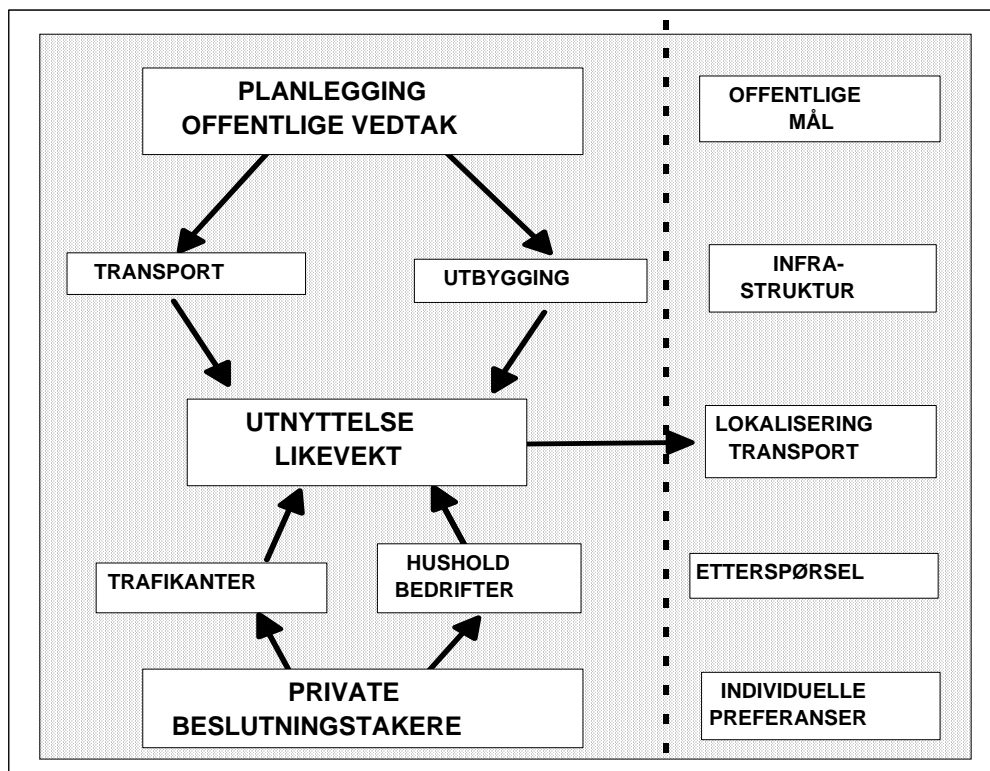 PLANLEGGING
OFFENTLIGE VEDTAK
OFFENTLIGE
MÅL
TRANSPORT
UTBYGGING
INFRA-
STRUKTUR
UTNYTTELSE
LIKEVEKT
LOKALISERING
TRANSPORT
TRAFIKANTER
HUSHOLD
BEDRIFTER
ETTERSPØRSEL
PRIVATE
BESLUTNINGSTAKERE
INDIVIDUELLE
PREFERANSER